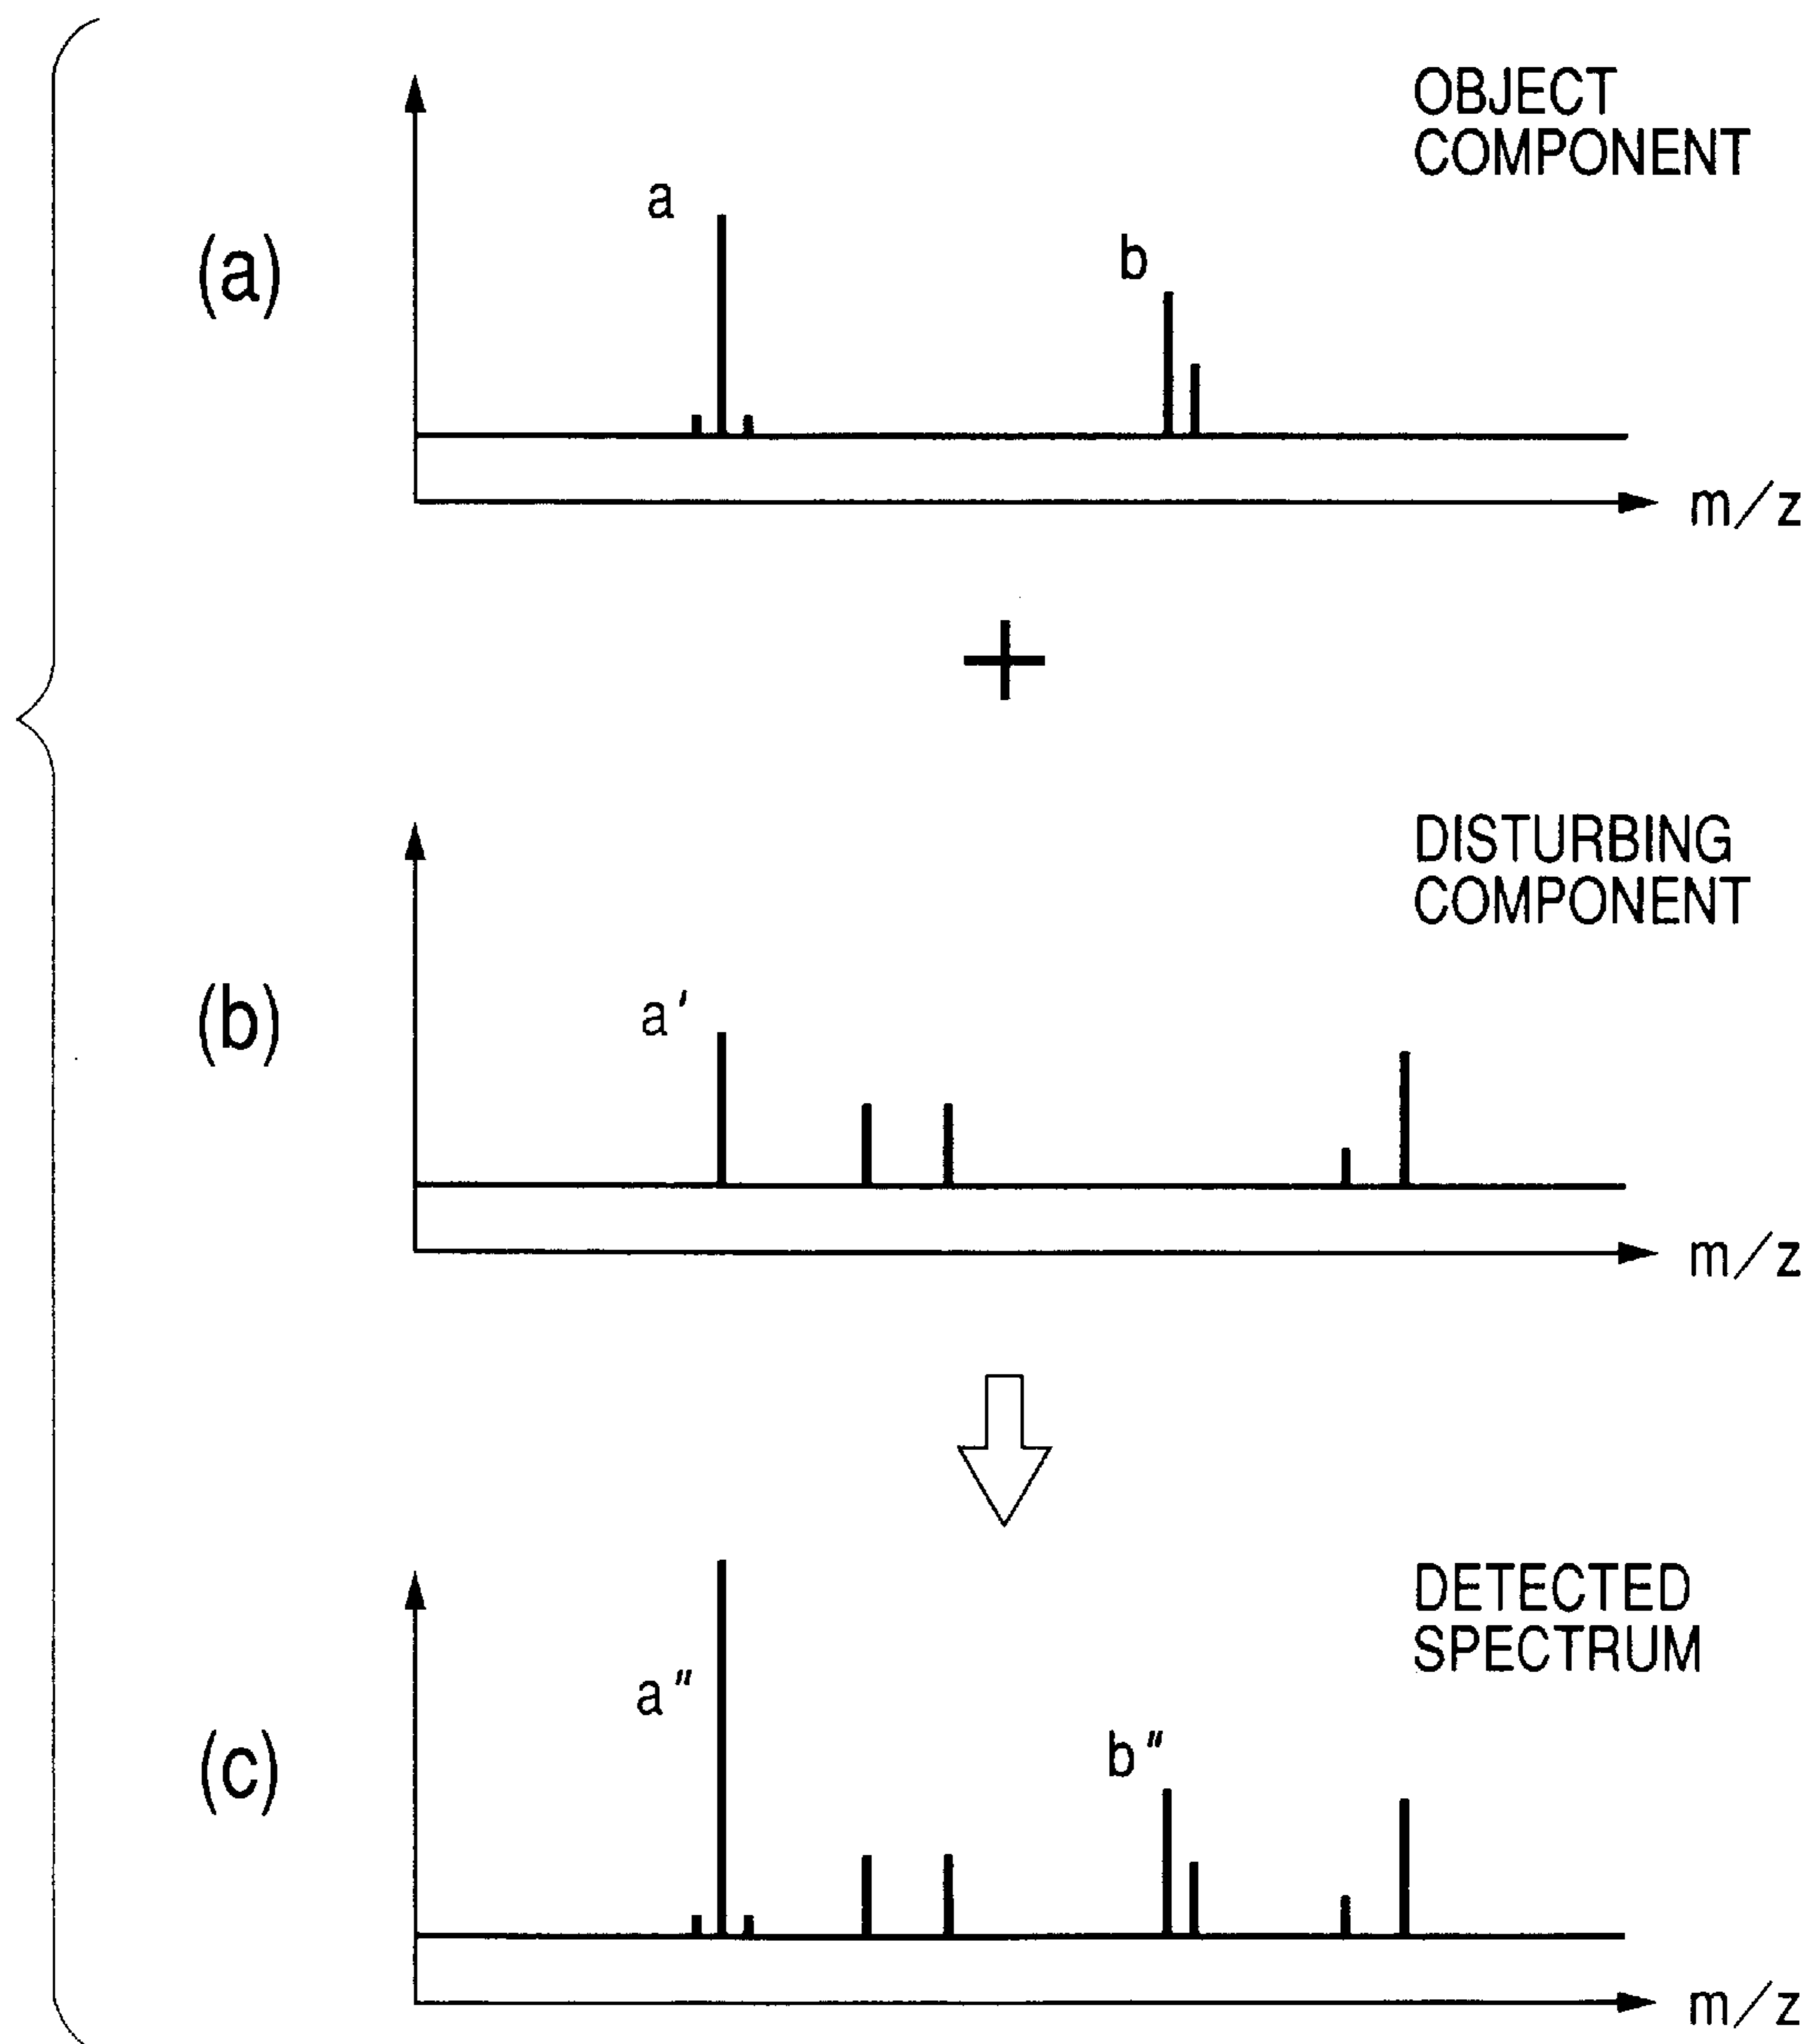 OBJECT
COMPONENT
a
b
(a)
m/z
+
DISTURBING
COMPONENT
a′
(b)
m/z
DETECTED
SPECTRUM
a″
b″
(c)
m/z